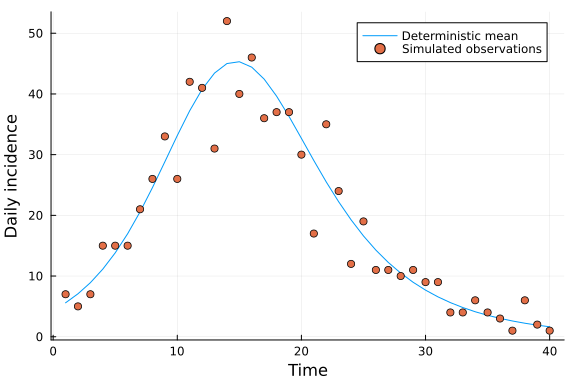 50
40
30
20
10
0
Daily incidence
Deterministic mean
Simulated observations
0 10 20 30 40
Time